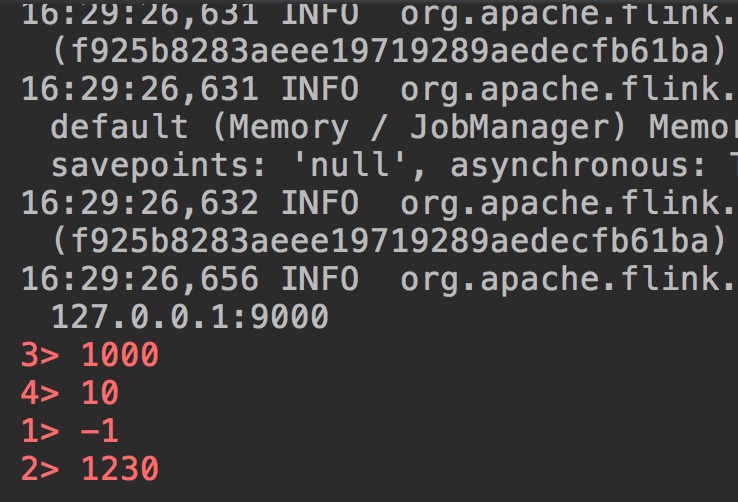 16:29:26,631 INFO  org.apache.flink.
(f925b8283aeee19719289aedecfb61ba)
16:29:26,631 INFO  org.apache.flink.
default (Memory / JobManager) Memor
savepoints: 'null', asynchronous: T
16:29:26,632 INFO  org.apache.flink.
(f925b8283aeee19719289aedecfb61ba)
16:29:26,656 INFO  org.apache.flink.
127.0.0.1:9000
3> 1000
4> 10
1> -1
2> 1230